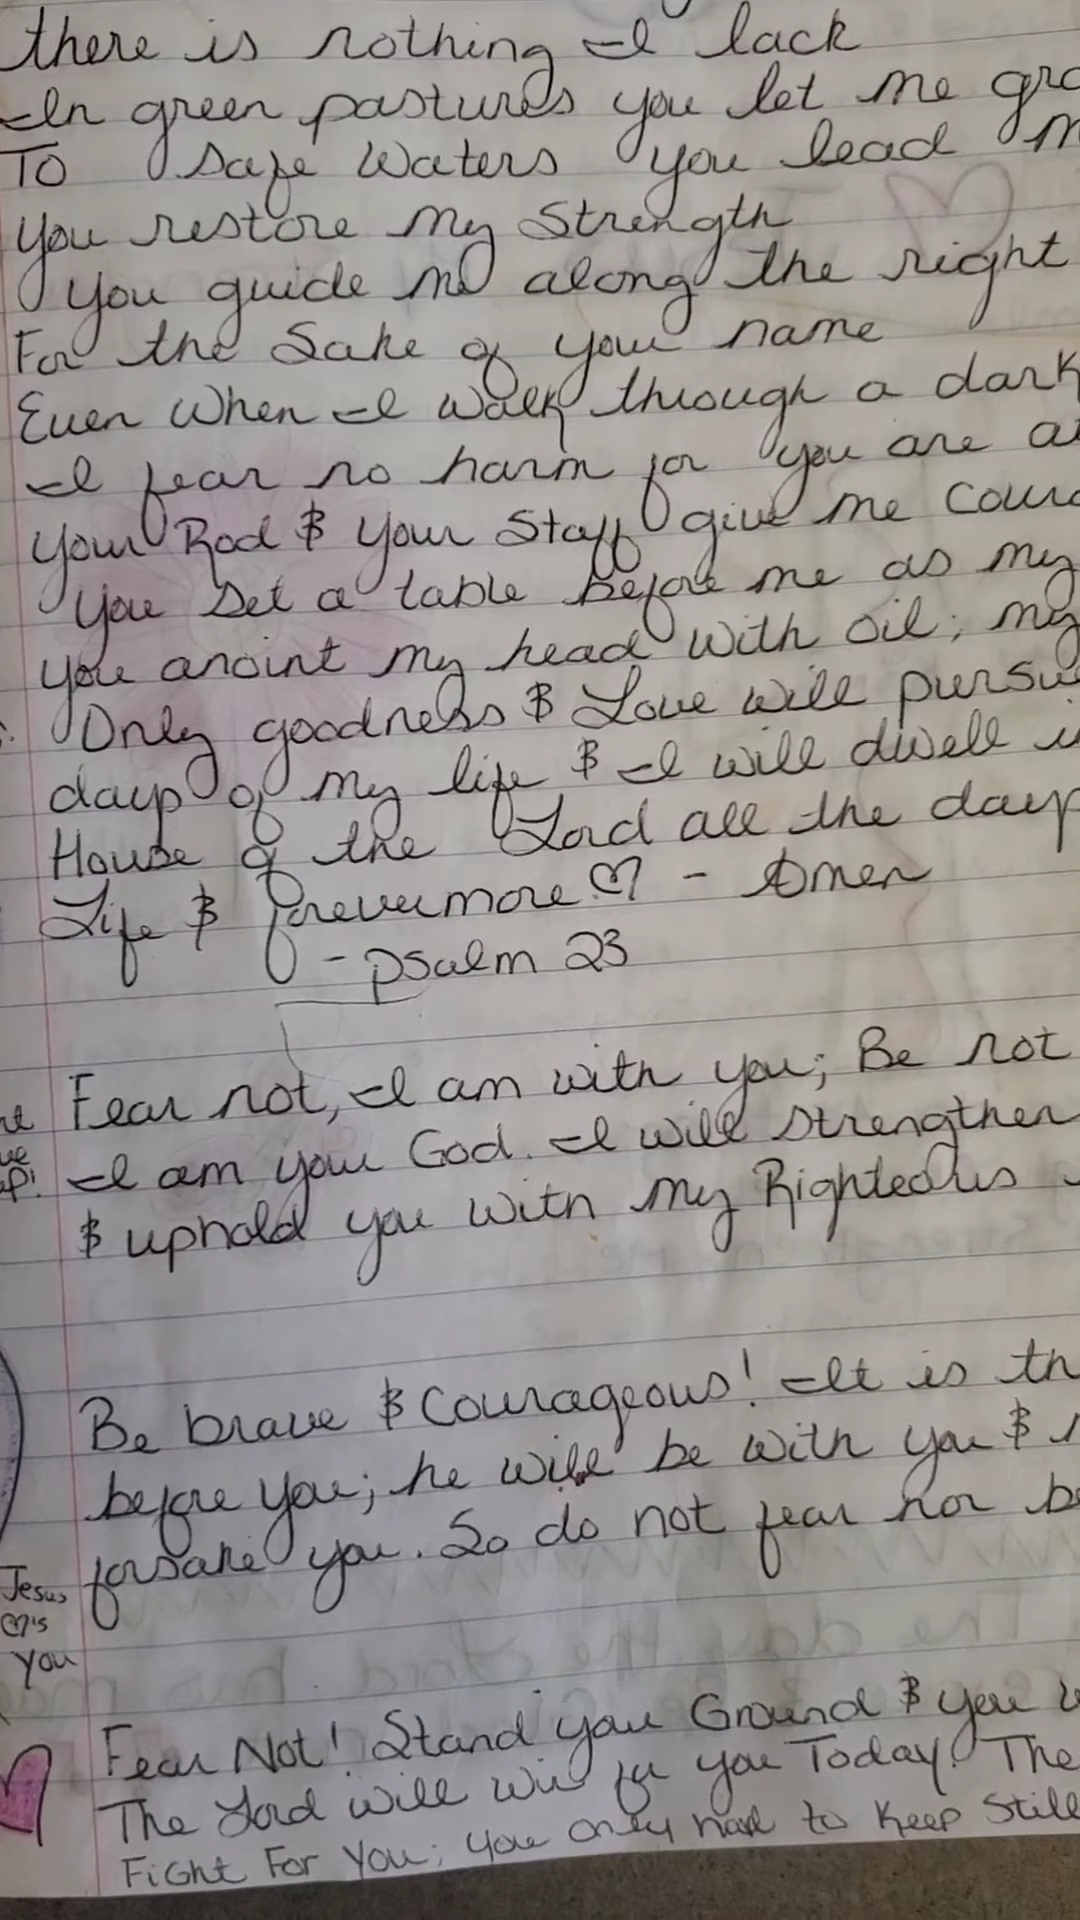 there is nothing I lack
In green pastures you let me gra
To safe Waters you lead m
you restore my Strength
you guide me along the right
For the Sake of your name
Even When I walk through a dark
I fear no harm for you are at
your Rod & your Staff give me Coura
you set a table before me as my
you anoint my head with oil; my
Only goodness & Love will pursue
days of my life & I will dwell i
House of the Lord all the days
Life & forevermore ♡ - Amen
- psalm 23
Fear not, I am with you; Be not
I am your God. I will strengthen
& uphold you with my Righteous
Be brave & Courageous! It is th
before you; he will be with you &
forsake you. So do not fear nor be
Jesus
♡'s
you
Fear Not! Stand your Ground & you w
The Lord will win for you Today. The
Fight For You; you only have to Keep Still